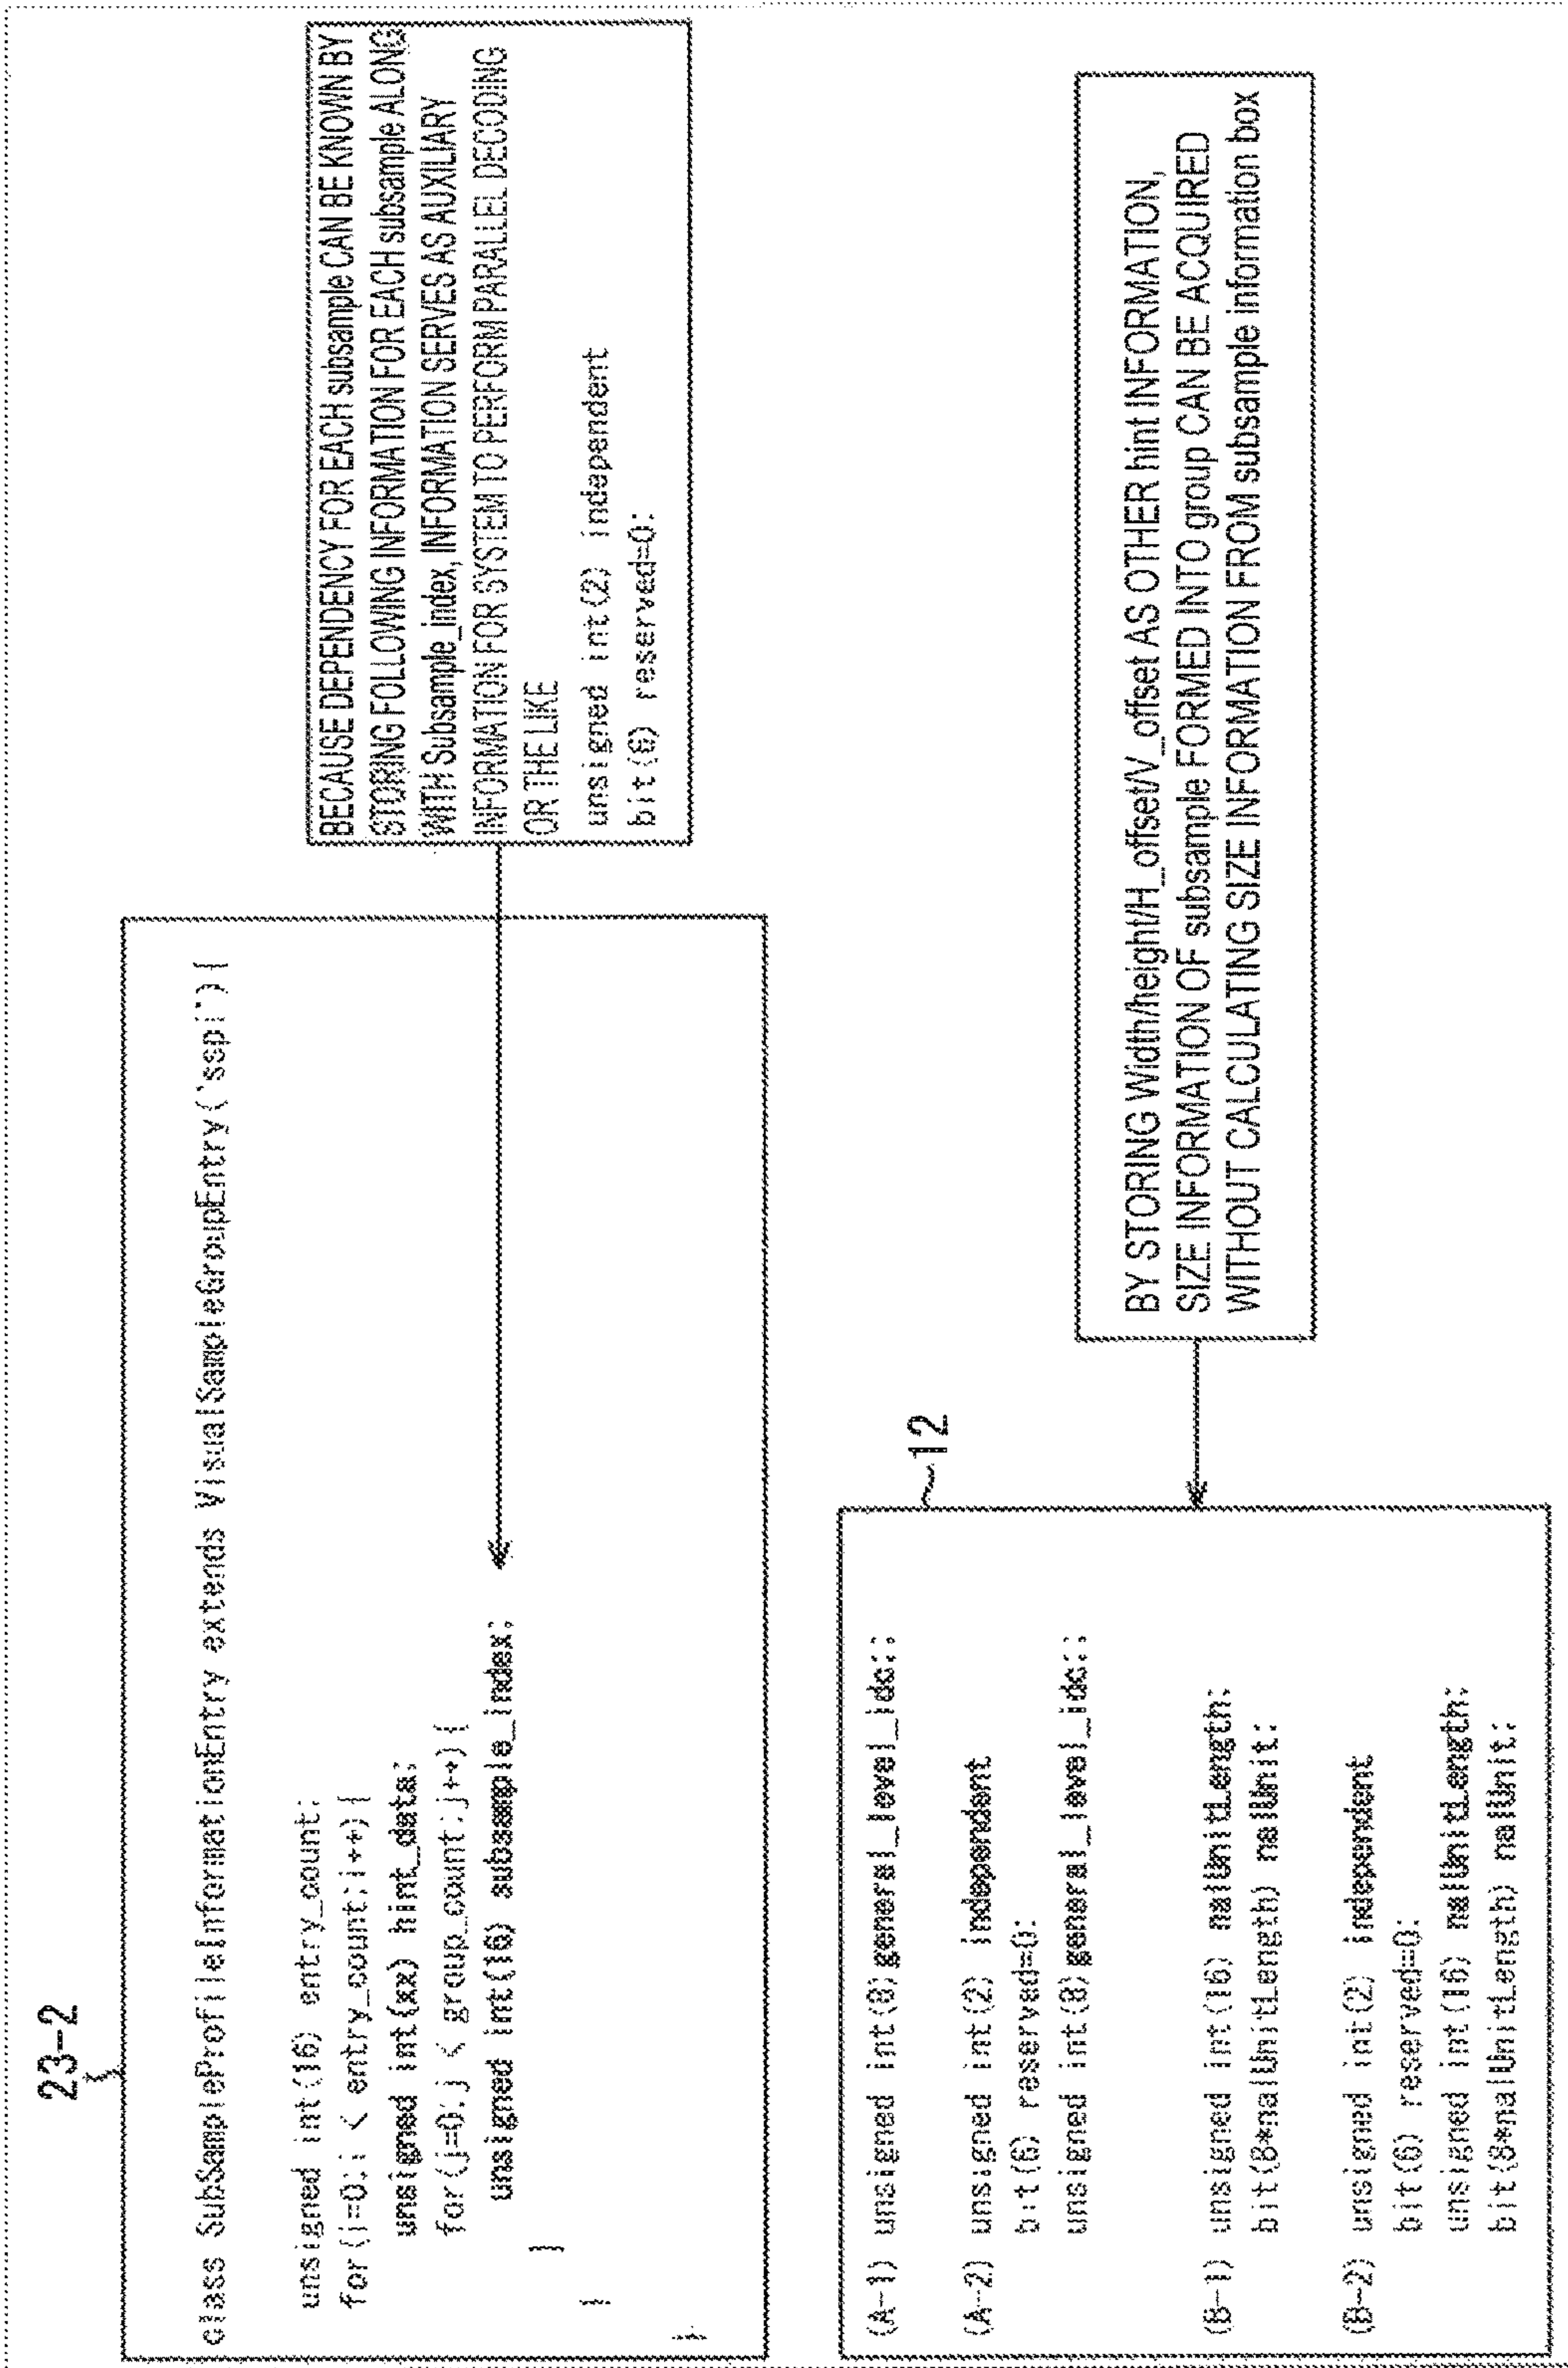 23-2
class SubSampleProfileInformationEntry extends VisualSampleGroupEntry('sspi'){
unsigned int(16) entry_count;
for(i=0;i < entry_count;i++){
unsigned int(xx) hint_data;
for(j=0;j < group_count;j++){
unsigned int(16) subsample_index;
}
}
}
BECAUSE DEPENDENCY FOR EACH subsample CAN BE KNOWN BY
STORING FOLLOWING INFORMATION FOR EACH subsample ALONG
WITH Subsample_index, INFORMATION SERVES AS AUXILIARY
INFORMATION FOR SYSTEM TO PERFORM PARALLEL DECODING
OR THE LIKE
unsigned int(2) independent
bit(6) reserved=0;
12
(A-1) unsigned int(8)general_level_idc;;
(A-2) unsigned int(2) independent
bit(6) reserved=0;
unsigned int(8)general_level_idc;;
(B-1) unsigned int(16) nalUnitLength;
bit(8*nalUnitLength) nalUnit;
(B-2) unsigned int(2) independent
bit(6) reserved=0;
unsigned int(16) nalUnitLength;
bit(8*nalUnitLength) nalUnit;
BY STORING Width/height/H_offset/V_offset AS OTHER hint INFORMATION,
SIZE INFORMATION OF subsample FORMED INTO group CAN BE ACQUIRED
WITHOUT CALCULATING SIZE INFORMATION FROM subsample information box